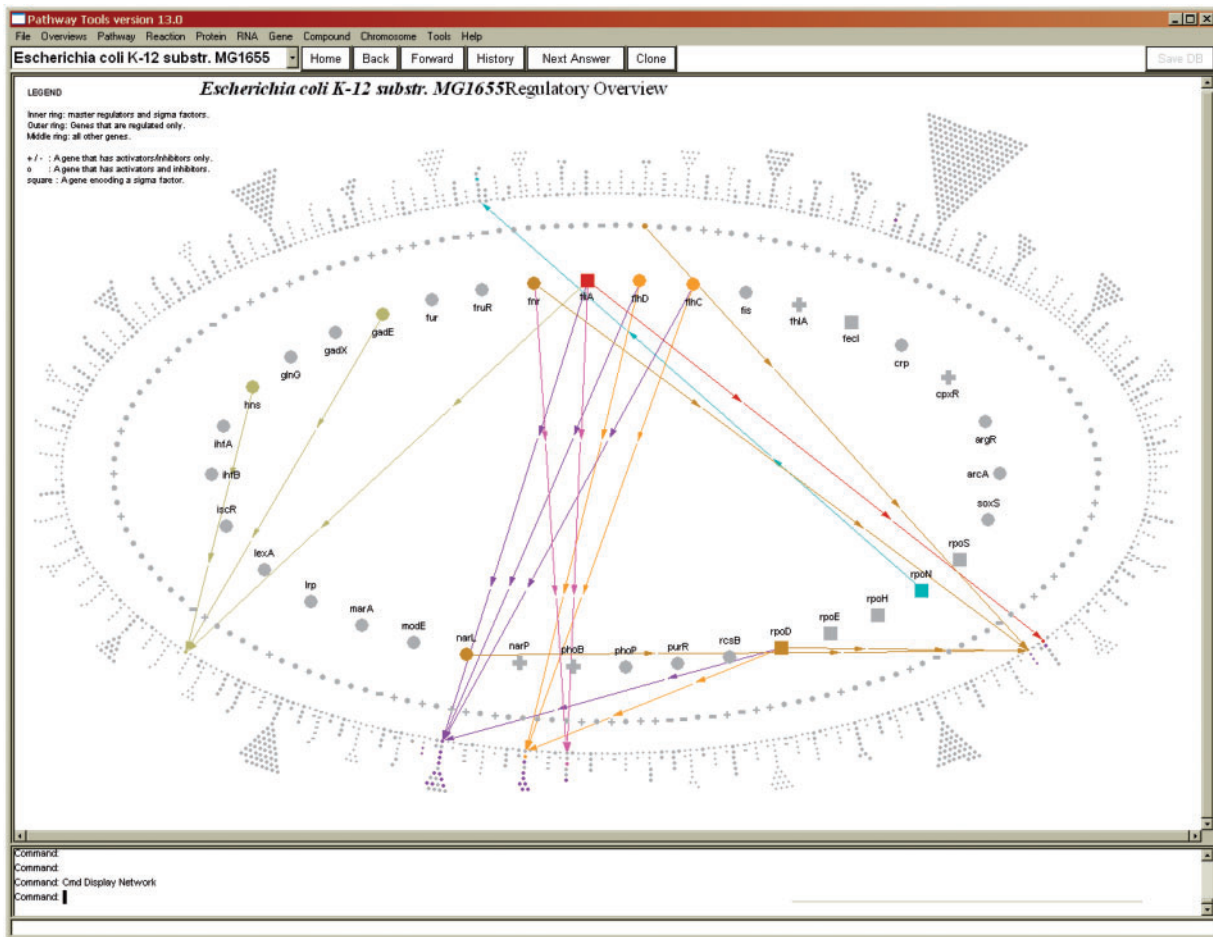 Pathway Tools version 13.0
File Overviews Pathway Reaction Protein RNA Gene Compound Chromosome Tools Help
Escherichia coli K-12 substr. MG1655 Home Back Forward History Next Answer Clone Save DB
Escherichia coli K-12 substr. MG1655Regulatory Overview
LEGEND
Inner ring: master regulators and sigma factors.
Outer ring: Genes that are regulated only.
Middle ring: all other genes.
+ / - : A gene that has activators/inhibitors only.
o : A gene that has activators and inhibitors.
square : A gene encoding a sigma factor.
fnr
fliA
flhD
flhC
fis
fhlA
fecI
crp
cpxR
argR
arcA
soxS
rpoS
rpoN
rpoH
rpoE
rpoD
rcsB
purR
phoP
phoB
narP
narL
modE
marA
lrp
lexA
iscR
ihfB
ihfA
hns
glnG
gadX
gadE
fur
fruR
Command:
Command:
Command: Cmd Display Network
Command: